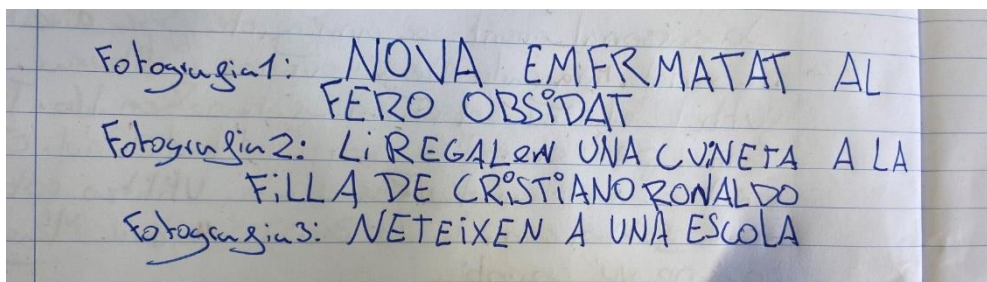 Fotografia1: NOVA EMFRMATAT AL
FERO OBSIDAT
Fotografia2: Li REGALeN UNA CUNETA A LA
FiLLA DE CRISTIANO RONALDO
Fotografia3: NETEiXEN A UNA ESCOLA